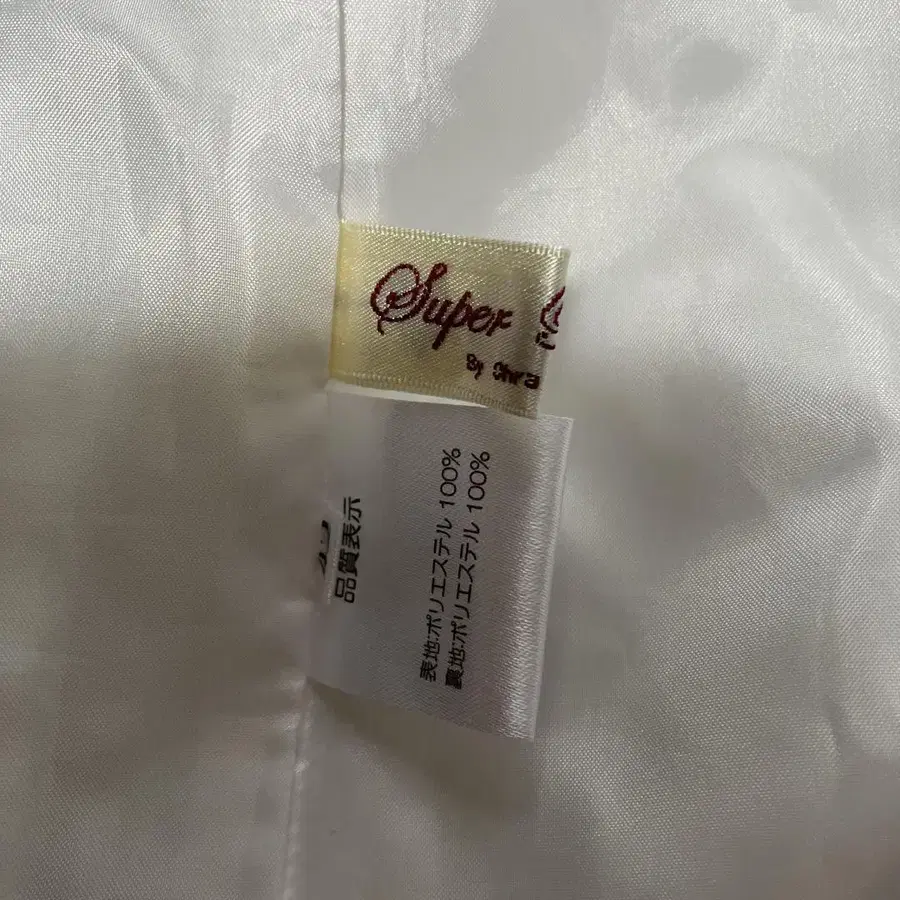 Super
By Shra
品質表示
表地:ポリエステル 100%
裏地:ポリエステル 100%